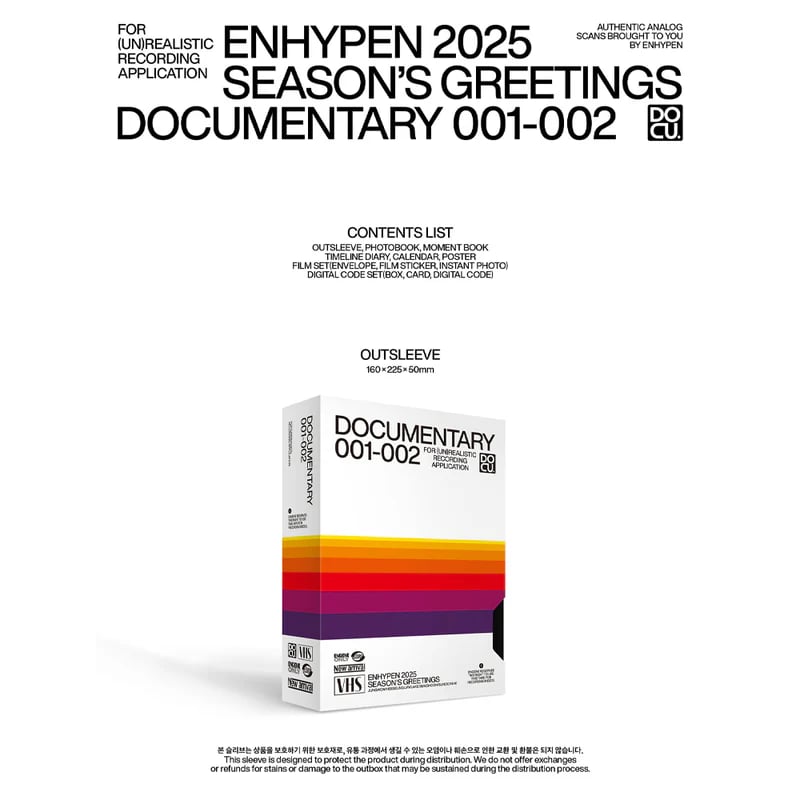 FOR
(UN)REALISTIC
RECORDING
APPLICATION
ENHYPEN 2025
SEASON'S GREETINGS
DOCUMENTARY 001-002
AUTHENTIC ANALOG
SCANS BROUGHT TO YOU
BY ENHYPEN
DO
CU.
CONTENTS LIST
OUTSLEEVE, PHOTOBOOK, MOMENT BOOK
TIMELINE DIARY, CALENDAR, POSTER
FILM SET(ENVELOPE, FILM STICKER, INSTANT PHOTO)
DIGITAL CODE SET(BOX, CARD, DIGITAL CODE)
OUTSLEEVE
160×225×50mm
DOCUMENTARY
001-002
DOCUMENTARY
001-002
FOR (UN)REALISTIC
RECORDING
APPLICATION
DO
CU.
DO
CU.
VHS
New arrival
ENGENE
ONLY
New arrival
VHS
ENHYPEN 2025
SEASON'S GREETINGS
본 슬리브는 상품을 보호하기 위한 보호재로, 유통 과정에서 생길 수 있는 오염이나 훼손으로 인한 교환 및 환불은 되지 않습니다.
This sleeve is designed to protect the product during distribution. We do not offer exchanges
or refunds for stains or damage to the outbox that may be sustained during the distribution process.